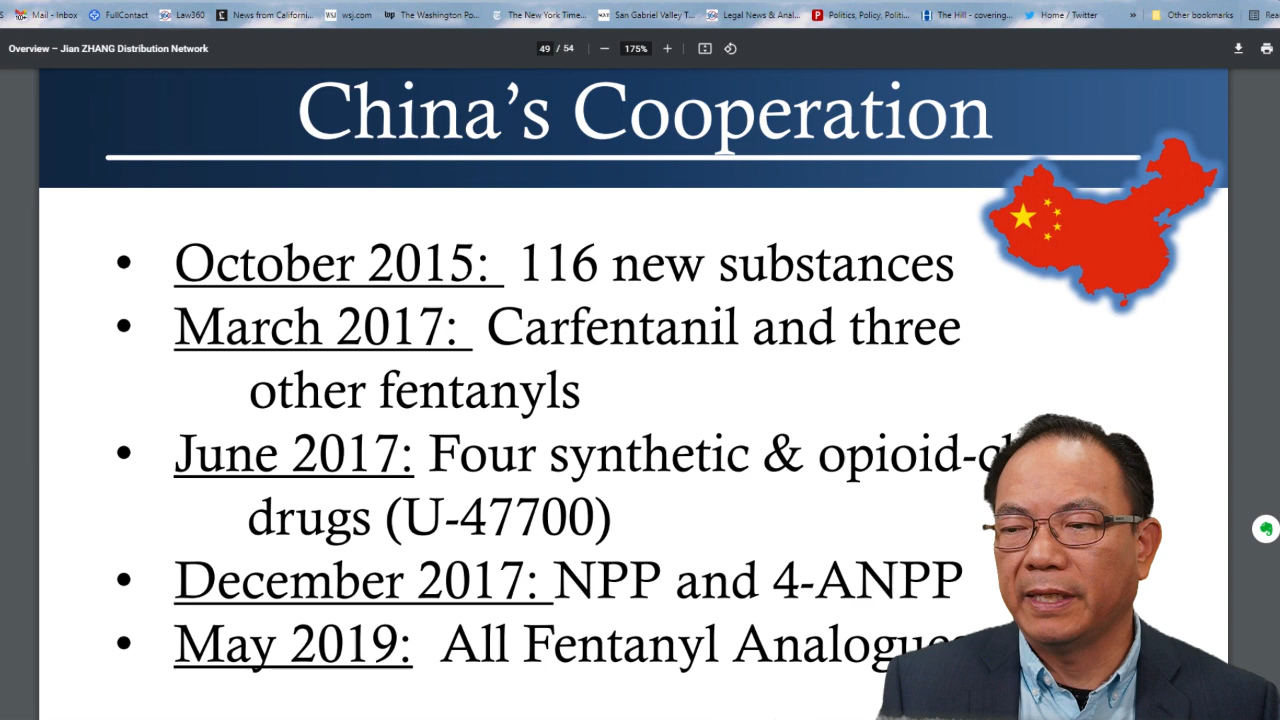 S Mail - Inbox FullContact Law360 News from Californi... wsj.com The Washington Po... The New York Time... San Gabriel Valley T... Legal News & Anal... Politics, Policy, Politi... The Hill - covering... Home / Twitter » Other bookmarks Rea
Overview – Jian ZHANG Distribution Network 49 / 54 — 175% +
China's Cooperation
• October 2015: 116 new substances
• March 2017: Carfentanil and three
other fentanyls
• June 2017: Four synthetic & opioid-
drugs (U-47700)
• December 2017: NPP and 4-ANPP
• May 2019: All Fentanyl